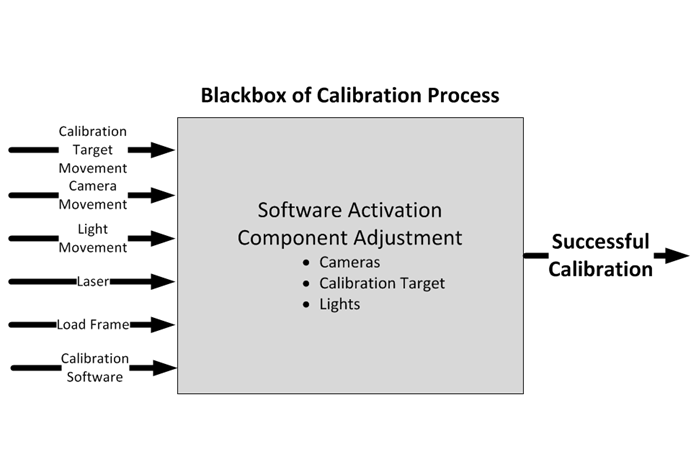 Blackbox of Calibration Process
Calibration
Target
Movement
Camera
Movement
Light
Movement
Laser
Load Frame
Calibration
Software
Software Activation
Component Adjustment
• Cameras
• Calibration Target
• Lights
Successful
Calibration